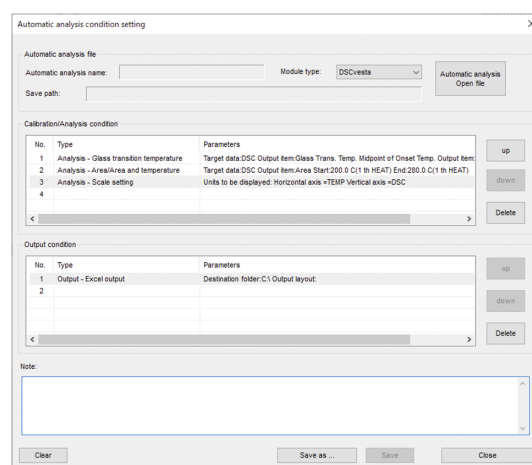 Automatic analysis condition setting
Automatic analysis file
Automatic analysis name:
Module type:
DSCvesta
Automatic analysis
Open file
Save path:
Calibration/Analysis condition
No. Type Parameters
1 Analysis - Glass transition temperature Target data:DSC Output item:Glass Trans. Temp. Midpoint of Onset Temp. Output item:
2 Analysis - Area/Area and temperature Target data:DSC Output item:Area Start:200.0 C(1 th HEAT) End:280.0 C(1 th HEAT)
3 Analysis - Scale setting Units to be displayed: Horizontal axis =TEMP Vertical axis =DSC
4
up
down
Delete
Output condition
No. Type Parameters
1 Output - Excel output Destination folder:C:\ Output layout:
2
up
down
Delete
Note:
Clear Save as ... Save Close